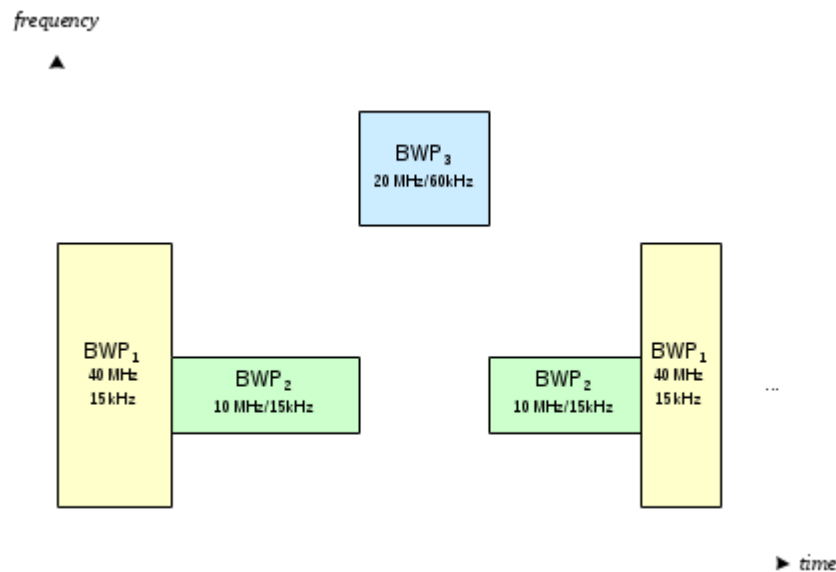 frequency
BWP₃
20 MHz/60kHz
BWP₁
40 MHz
15kHz
BWP₂
10 MHz/15kHz
BWP₂
10 MHz/15kHz
BWP₁
40 MHz
15kHz
...
time